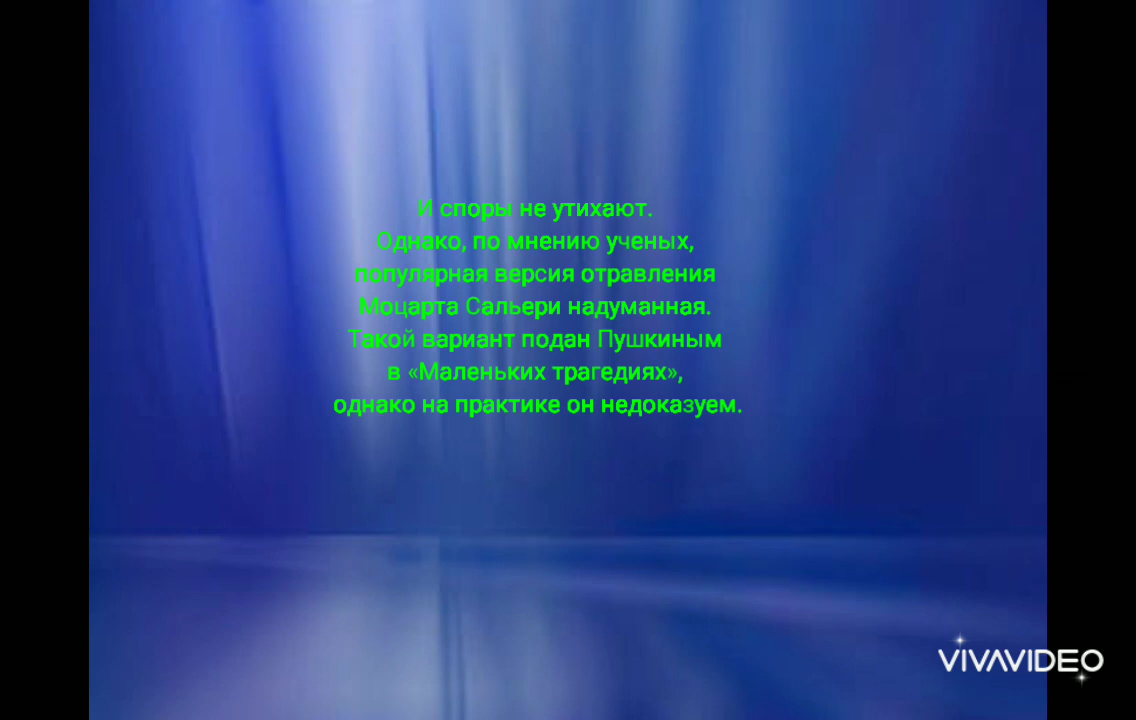 И споры не утихают.
Однако, по мнению ученых,
популярная версия отравления
Моцарта Сальери надуманная.
Такой вариант подан Пушкиным
в «Маленьких трагедиях»,
однако на практике он недоказуем.
VIVAVIDEO